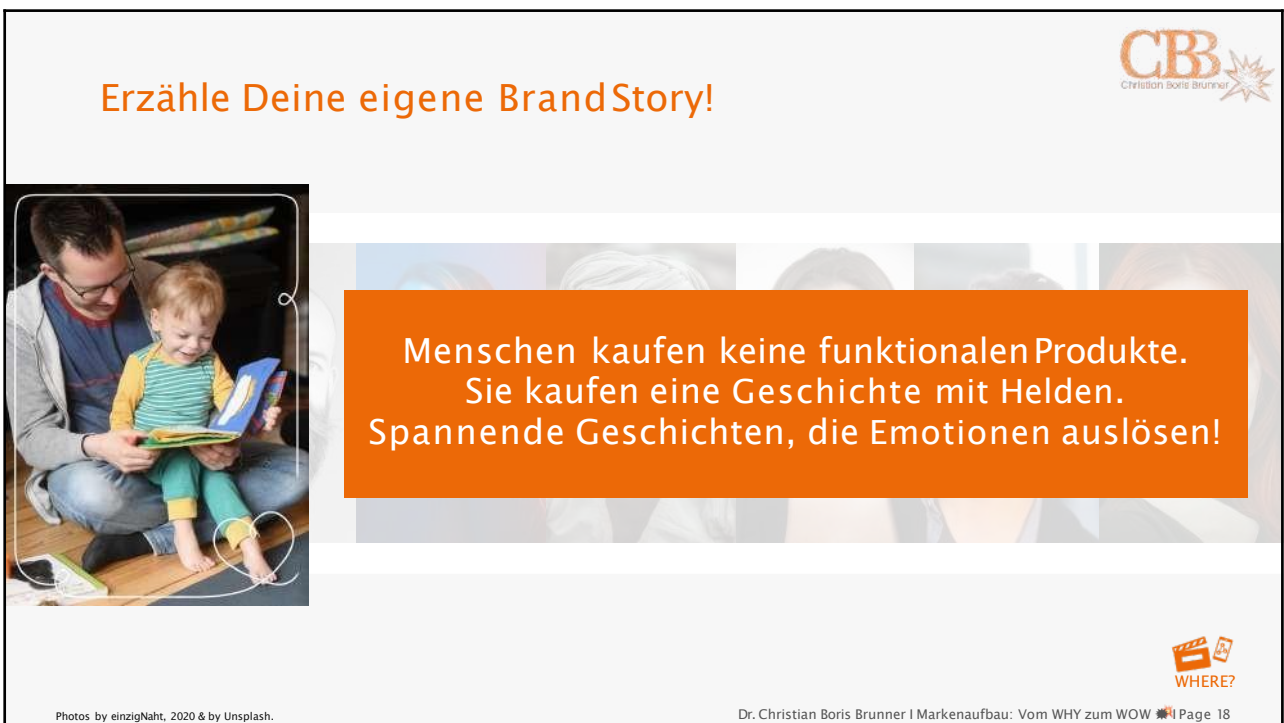 CBB
Christian Boris Brunner
Erzähle Deine eigene Brand Story!
Menschen kaufen keine funktionalen Produkte.
Sie kaufen eine Geschichte mit Helden.
Spannende Geschichten, die Emotionen auslösen!
WHERE?
Photos by einzigNaht, 2020 & by Unsplash.
Dr. Christian Boris Brunner I Markenaufbau: Vom WHY zum WOW I Page 18